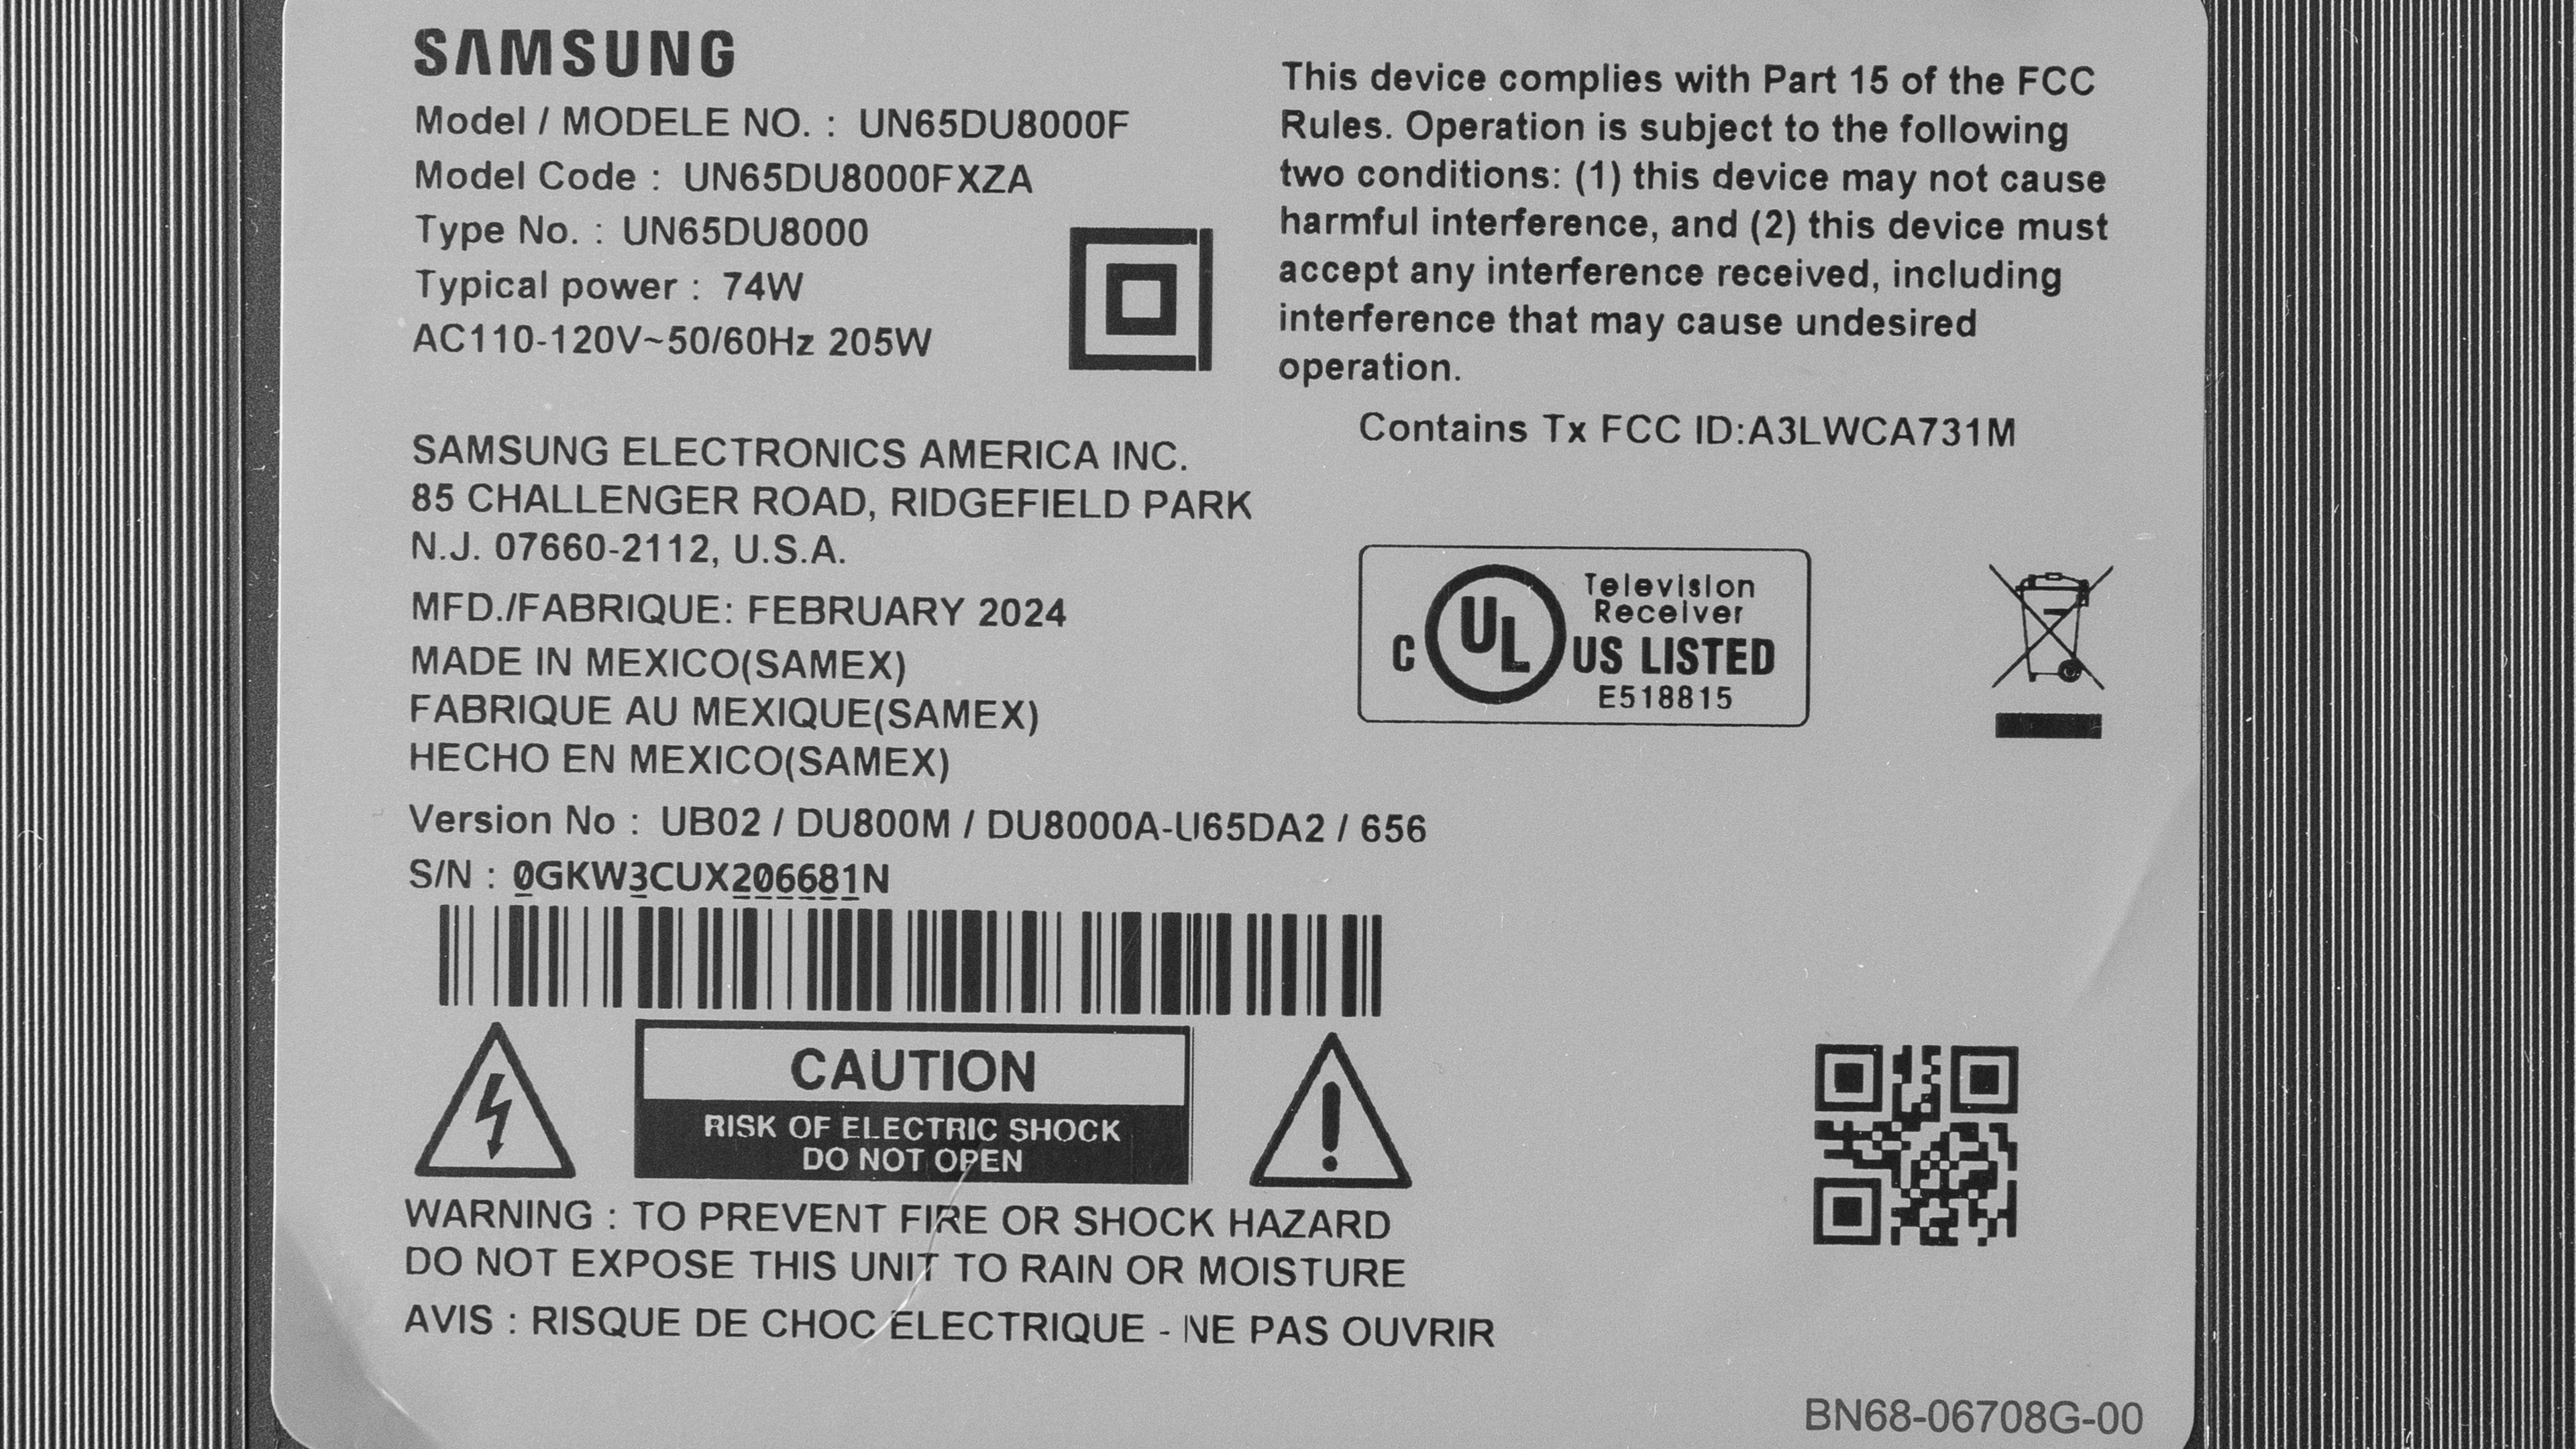 SAMSUNG
Model / MODELE NO. : UN65DU8000F
Model Code : UN65DU8000FXZA
Type No. : UN65DU8000
Typical power : 74W
AC110-120V~50/60Hz 205W
This device complies with Part 15 of the FCC
Rules. Operation is subject to the following
two conditions: (1) this device may not cause
harmful interference, and (2) this device must
accept any interference received, including
interference that may cause undesired
operation.
Contains Tx FCC ID:A3LWCA731M
SAMSUNG ELECTRONICS AMERICA INC.
85 CHALLENGER ROAD, RIDGEFIELD PARK
N.J. 07660-2112, U.S.A.
MFD./FABRIQUE: FEBRUARY 2024
MADE IN MEXICO(SAMEX)
FABRIQUE AU MEXIQUE(SAMEX)
HECHO EN MEXICO(SAMEX)
C UL US LISTED
Television
Receiver
E518815
Version No : UB02 / DU800M / DU8000A-U65DA2 / 656
S/N : 0GKW3CUX206681N
CAUTION
RISK OF ELECTRIC SHOCK
DO NOT OPEN
WARNING : TO PREVENT FIRE OR SHOCK HAZARD
DO NOT EXPOSE THIS UNIT TO RAIN OR MOISTURE
AVIS : RISQUE DE CHOC ELECTRIQUE - NE PAS OUVRIR
BN68-06708G-00